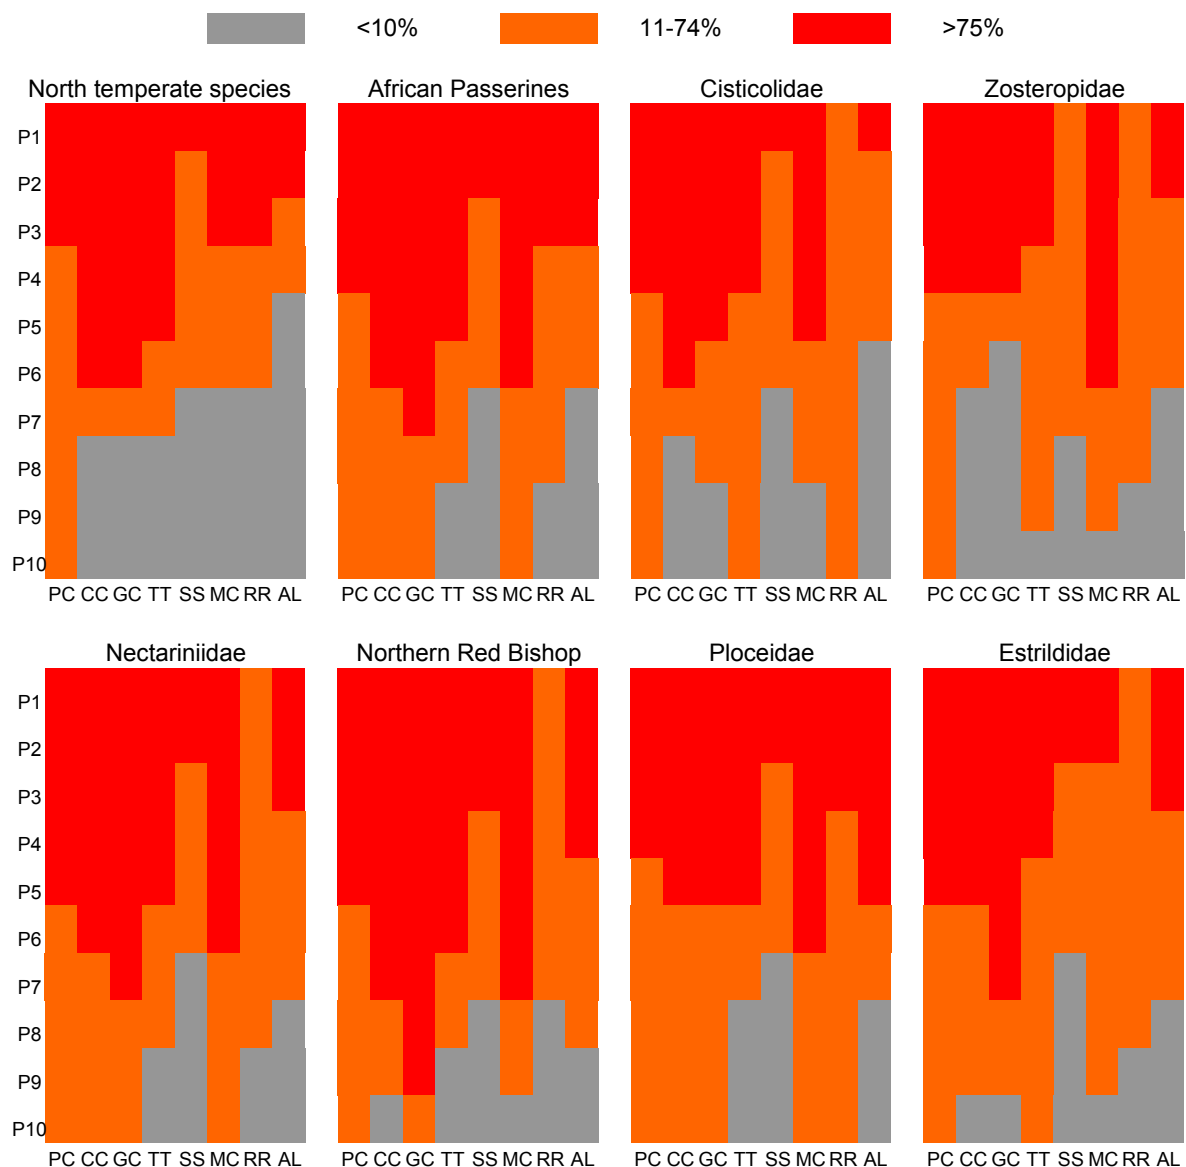 <10% 11-74% >75%
North temperate species African Passerines Cisticolidae Zosteropidae
P1
P2
P3
P4
P5
P6
P7
P8
P9
P10
PC CC GC TT SS MC RR AL PC CC GC TT SS MC RR AL PC CC GC TT SS MC RR AL PC CC GC TT SS MC RR AL
Nectariniidae Northern Red Bishop Ploceidae Estrildidae
P1
P2
P3
P4
P5
P6
P7
P8
P9
P10
PC CC GC TT SS MC RR AL PC CC GC TT SS MC RR AL PC CC GC TT SS MC RR AL PC CC GC TT SS MC RR AL